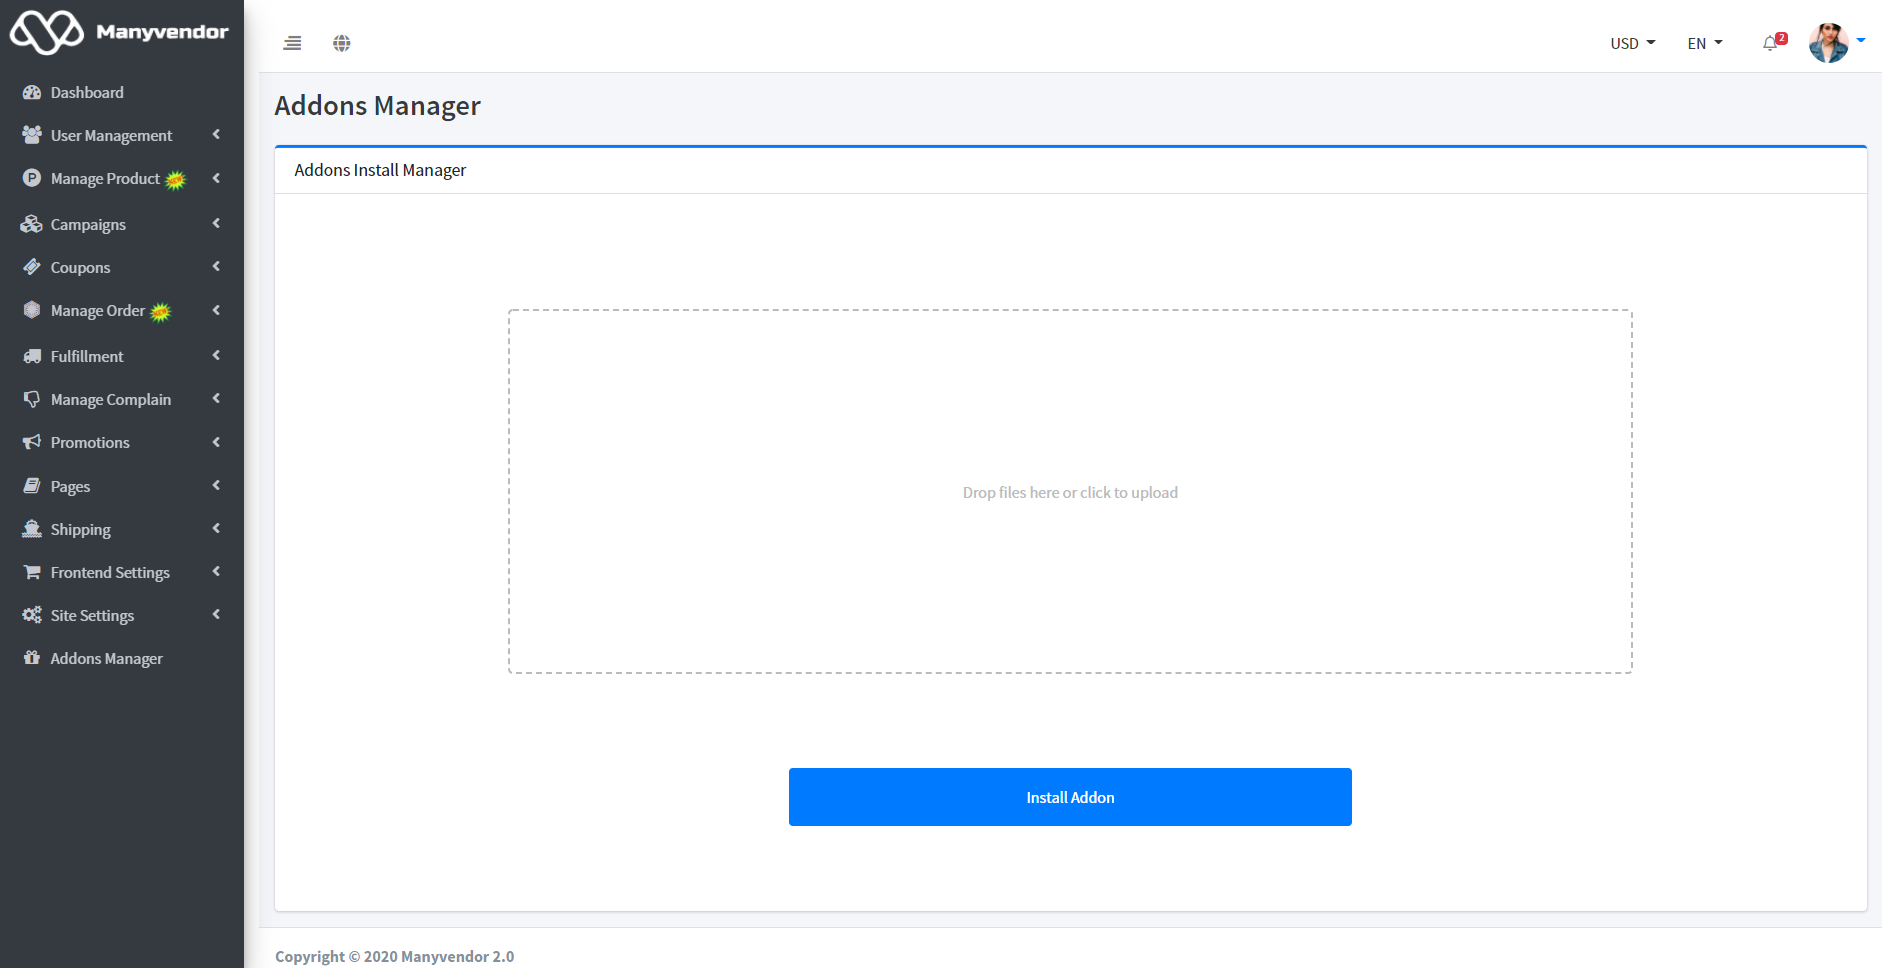 Manyvendor
USD
EN
2
Dashboard
User Management
Manage Product NEW
Campaigns
Coupons
Manage Order NEW
Fulfillment
Manage Complain
Promotions
Pages
Shipping
Frontend Settings
Site Settings
Addons Manager
Addons Manager
Addons Install Manager
Drop files here or click to upload
Install Addon
Copyright © 2020 Manyvendor 2.0